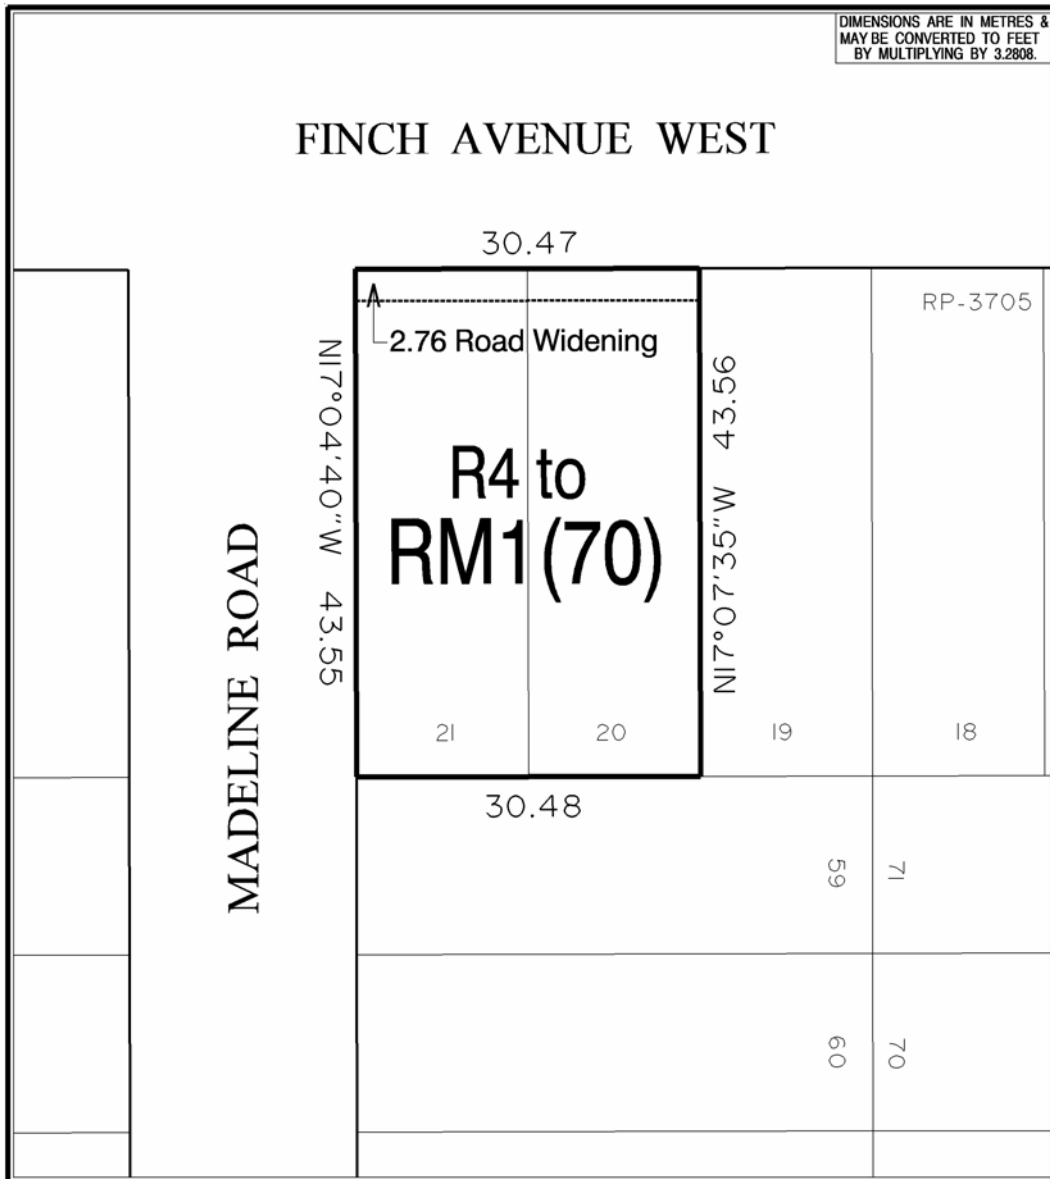 DIMENSIONS ARE IN METRES &
MAY BE CONVERTED TO FEET
BY MULTIPLYING BY 3.2808.
FINCH AVENUE WEST
30.47
RP-3705
2.76 Road Widening
N17°04'40"W 43.55
N17°07'35"W 43.56
R4 to
RM1(70)
MADELINE ROAD
21
20
19
18
30.48
59
71
60
70